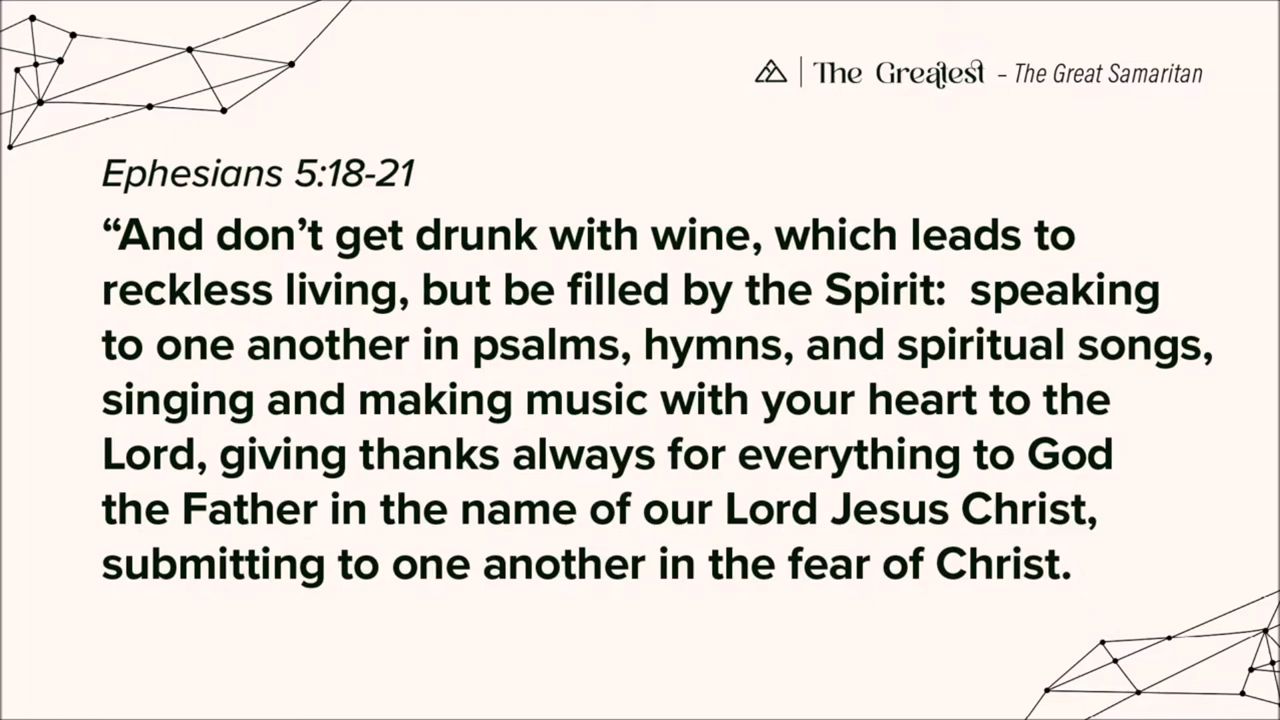 The Greatest – The Great Samaritan
Ephesians 5:18-21
“And don’t get drunk with wine, which leads to
reckless living, but be filled by the Spirit:  speaking
to one another in psalms, hymns, and spiritual songs,
singing and making music with your heart to the
Lord, giving thanks always for everything to God
the Father in the name of our Lord Jesus Christ,
submitting to one another in the fear of Christ.